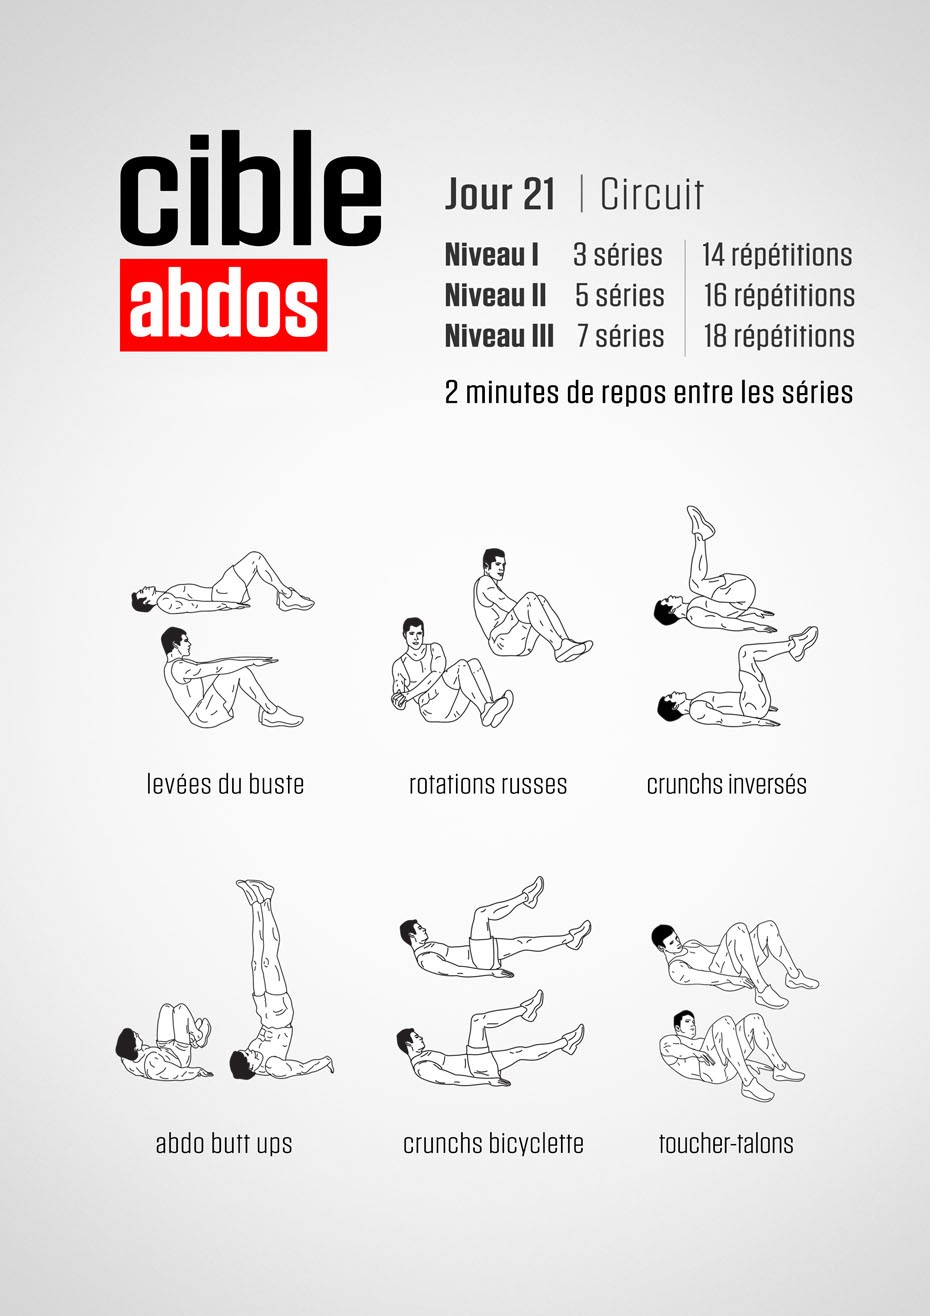 cible
abdos
Jour 21 | Circuit
Niveau I 3 séries 14 répétitions
Niveau II 5 séries 16 répétitions
Niveau III 7 séries 18 répétitions
2 minutes de repos entre les séries
levées du buste
rotations russes
crunchs inversés
abdo butt ups
crunchs bicyclette
toucher-talons